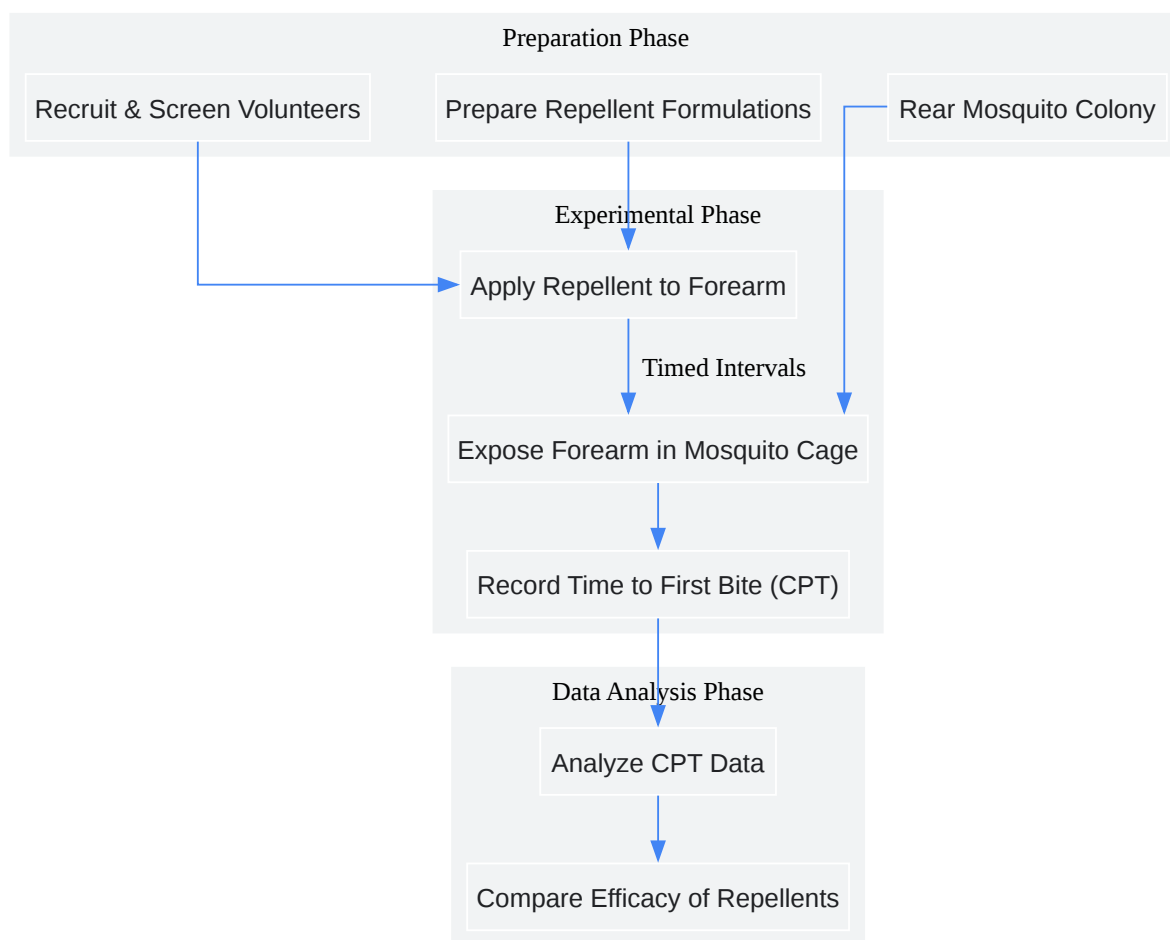 Preparation Phase
Recruit & Screen Volunteers
Prepare Repellent Formulations
Rear Mosquito Colony
Experimental Phase
Apply Repellent to Forearm
Timed Intervals
Expose Forearm in Mosquito Cage
Record Time to First Bite (CPT)
Data Analysis Phase
Analyze CPT Data
Compare Efficacy of Repellents